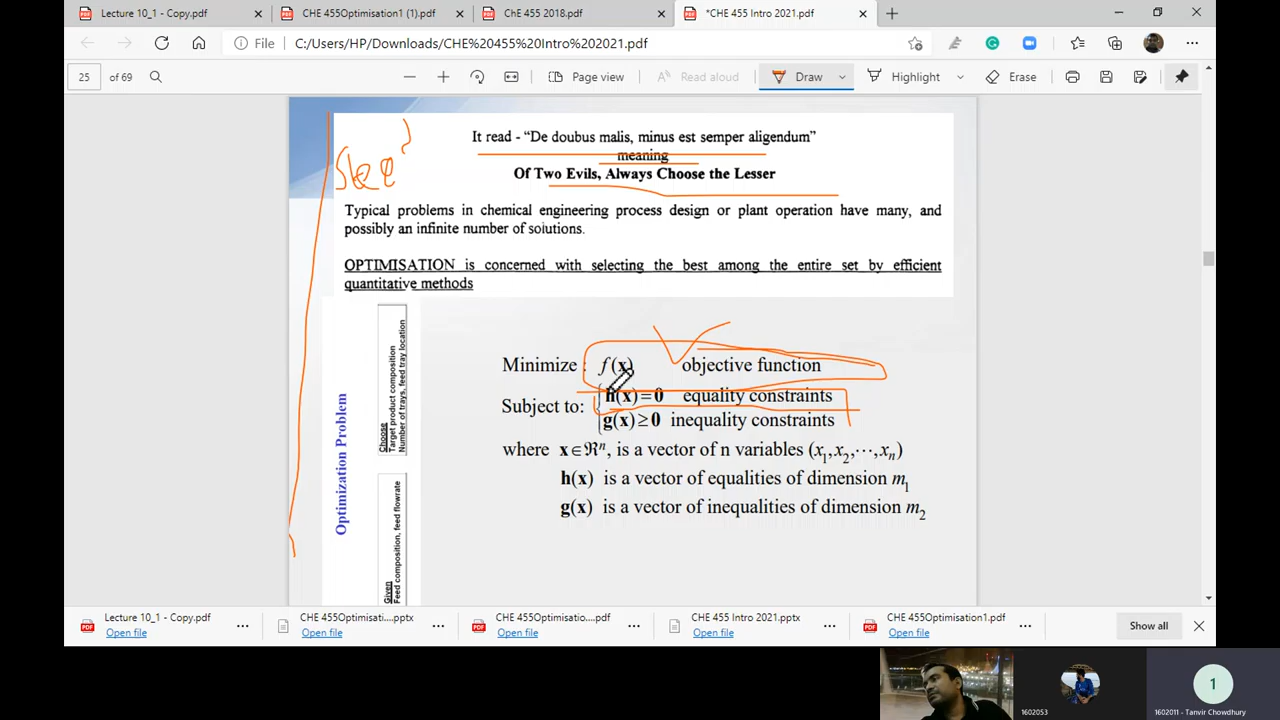 Lecture 10_1 - Copy.pdf
CHE 455Optimisation1 (1).pdf
ChE 455 2018.pdf
*ChE 455 Intro 2021.pdf
File
C:/Users/HP/Downloads/CHE%20455%20Intro%202021.pdf
25
of 69
Page view
Read aloud
Draw
Highlight
Erase
It read - “De doubus malis, minus est semper aligendum”
meaning
Of Two Evils, Always Choose the Lesser
Typical problems in chemical engineering process design or plant operation have many, and
possibly an infinite number of solutions.
OPTIMISATION is concerned with selecting the best among the entire set by efficient
quantitative methods
Optimization Problem
Choose
Target product composition
Number of trays, feed tray location
Given
Feed composition, feed flowrate
Minimize : f(x) objective function
Subject to: h(x)=0 equality constraints
g(x)≥0 inequality constraints
where x∈ℜⁿ, is a vector of n variables (x₁,x₂,⋯,xₙ)
h(x) is a vector of equalities of dimension m₁
g(x) is a vector of inequalities of dimension m₂
Lecture 10_1 - Copy.pdf
Open file
CHE 455Optimisati....pptx
Open file
CHE 455Optimisatio....pdf
Open file
CHE 455 Intro 2021.pptx
Open file
CHE 455Optimisation1.pdf
Open file
Show all
1602053
1
1602011 - Tanvir Chowdhury